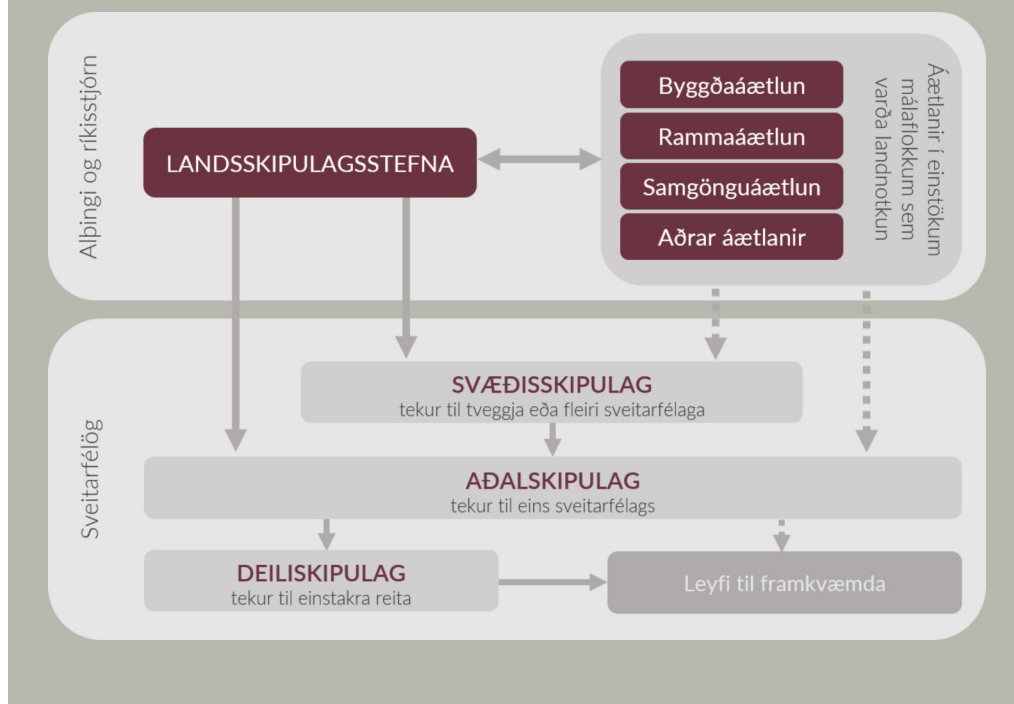 Alþingi og ríkisstjórn
LANDSSKIPULAGSSTEFNA
Byggðaáætlun
Rammaáætlun
Samgönguáætlun
Aðrar áætlanir
Áætlanir í einstökum
málaflokkum sem
varða landnotkun
Sveitarfélög
SVÆÐISSKIPULAG
tekur til tveggja eða fleiri sveitarfélaga
AÐALSKIPULAG
tekur til eins sveitarfélags
DEILISKIPULAG
tekur til einstakra reita
Leyfi til framkvæmda